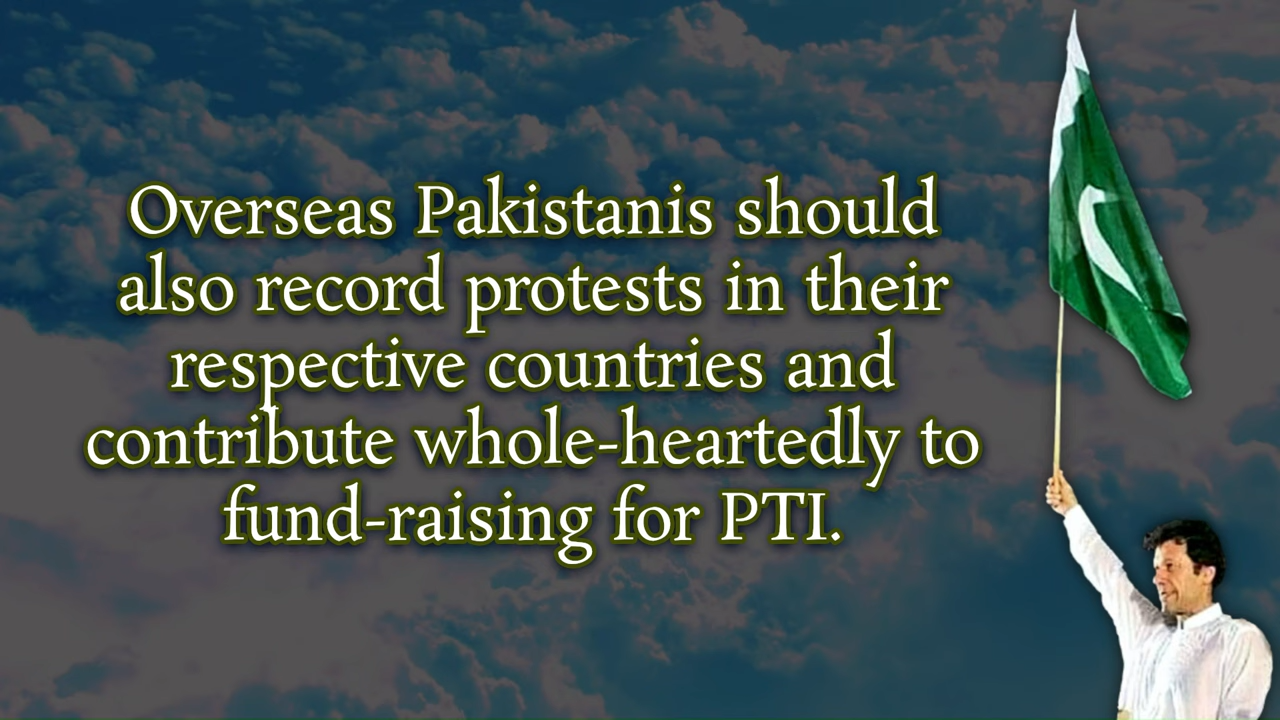 Overseas Pakistanis should
also record protests in their
respective countries and
contribute whole-heartedly to
fund-raising for PTI.